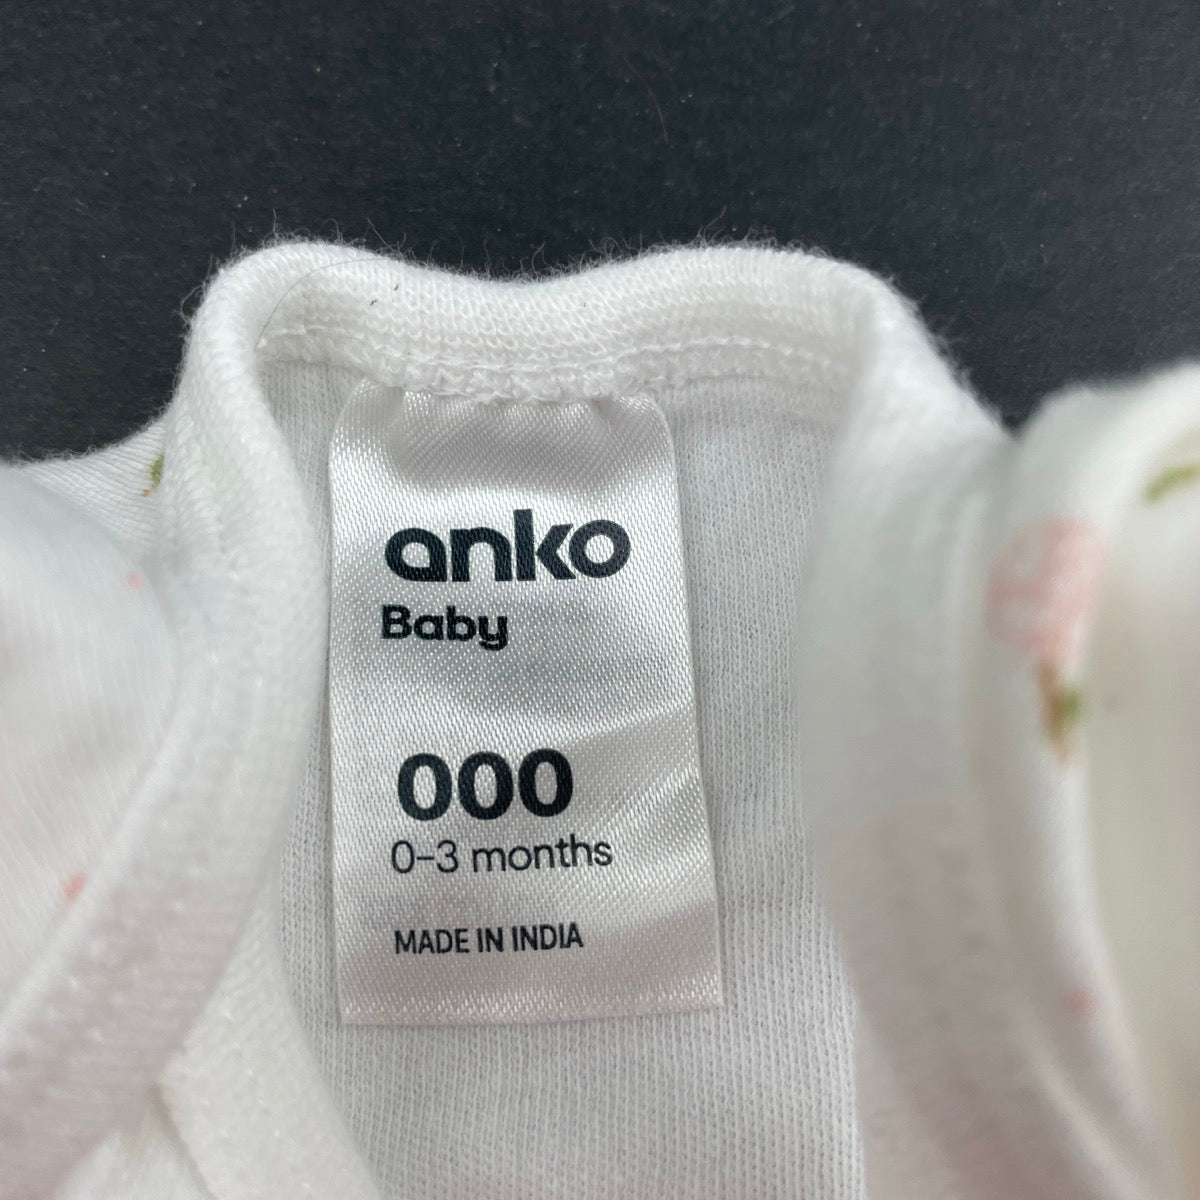 anko
Baby
000
0-3 months
MADE IN INDIA